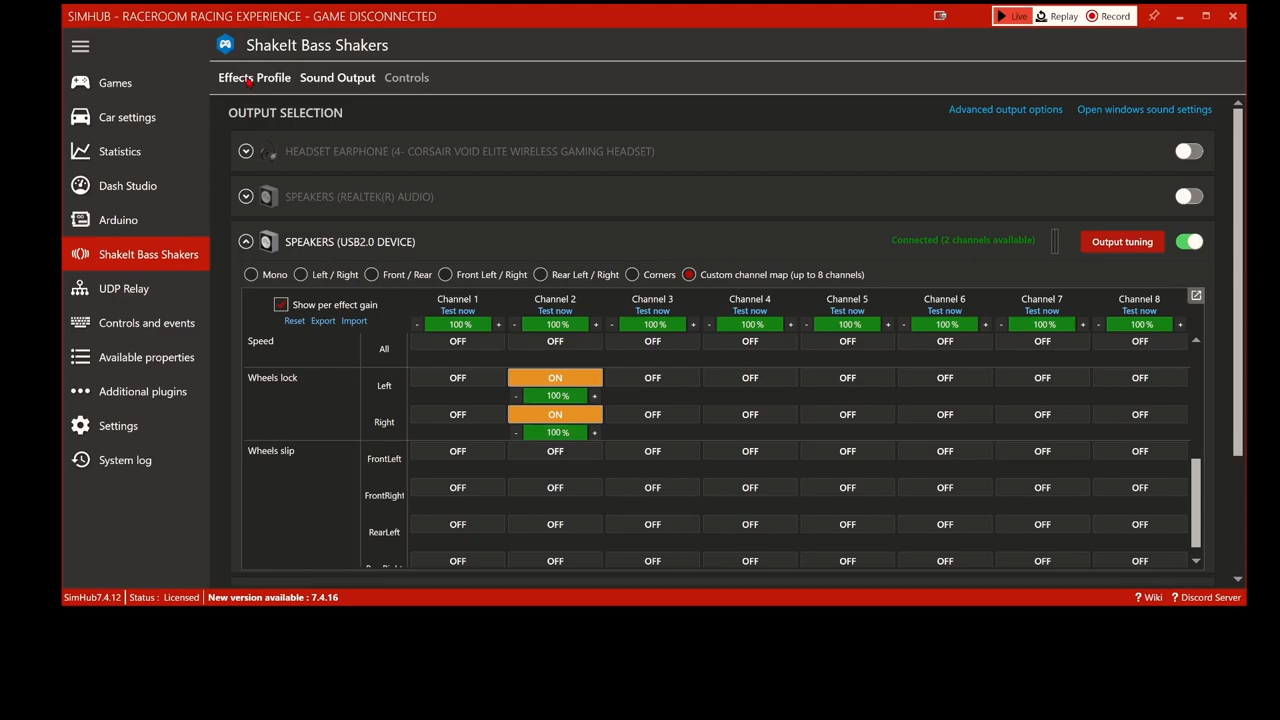 SIMHUB - RACEROOM RACING EXPERIENCE - GAME DISCONNECTED
Live Replay Record
ShakeIt Bass Shakers
Effects Profile Sound Output Controls
Games
Car settings
Statistics
Dash Studio
Arduino
ShakeIt Bass Shakers
UDP Relay
Controls and events
Available properties
Additional plugins
Settings
System log
OUTPUT SELECTION
Advanced output options Open windows sound settings
HEADSET EARPHONE (4- CORSAIR VOID ELITE WIRELESS GAMING HEADSET)
SPEAKERS (REALTEK(R) AUDIO)
SPEAKERS (USB2.0 DEVICE) Connected (2 channels available) Output tuning
Mono Left / Right Front / Rear Front Left / Right Rear Left / Right Corners Custom channel map (up to 8 channels)
Show per effect gain
Reset Export Import
Channel 1 Channel 2 Channel 3 Channel 4 Channel 5 Channel 6 Channel 7 Channel 8
Test now Test now Test now Test now Test now Test now Test now Test now
- 100 % + - 100 % + - 100 % + - 100 % + - 100 % + - 100 % + - 100 % + - 100 % +
Speed All OFF OFF OFF OFF OFF OFF OFF OFF
Wheels lock Left OFF ON OFF OFF OFF OFF OFF OFF
- 100 % +
Right OFF ON OFF OFF OFF OFF OFF OFF
- 100 % +
Wheels slip FrontLeft OFF OFF OFF OFF OFF OFF OFF OFF
FrontRight OFF OFF OFF OFF OFF OFF OFF OFF
RearLeft OFF OFF OFF OFF OFF OFF OFF OFF
OFF OFF OFF OFF OFF OFF OFF OFF
SimHub7.4.12 Status : Licensed New version available : 7.4.16
? Wiki ? Discord Server